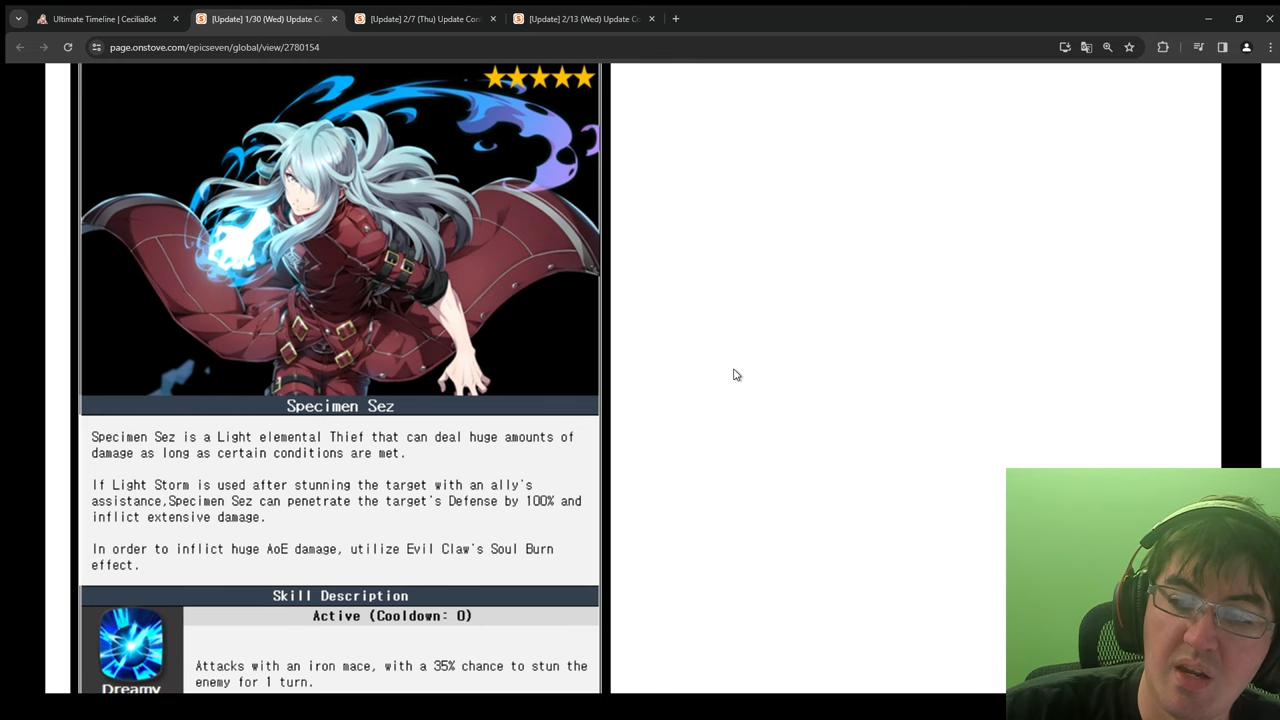 Ultimate Timeline | CeciliaBot
[Update] 1/30 (Wed) Update Co
[Update] 2/7 (Thu) Update Con
[Update] 2/13 (Wed) Update Co
page.onstove.com/epicseven/global/view/2780154
Specimen Sez
Specimen Sez is a Light elemental Thief that can deal huge amounts of
damage as long as certain conditions are met.
If Light Storm is used after stunning the target with an ally's
assistance,Specimen Sez can penetrate the target's Defense by 100% and
inflict extensive damage.
In order to inflict huge AoE damage, utilize Evil Claw's Soul Burn
effect.
Skill Description
Active (Cooldown: 0)
Attacks with an iron mace, with a 35% chance to stun the
enemy for 1 turn.
Dreamy